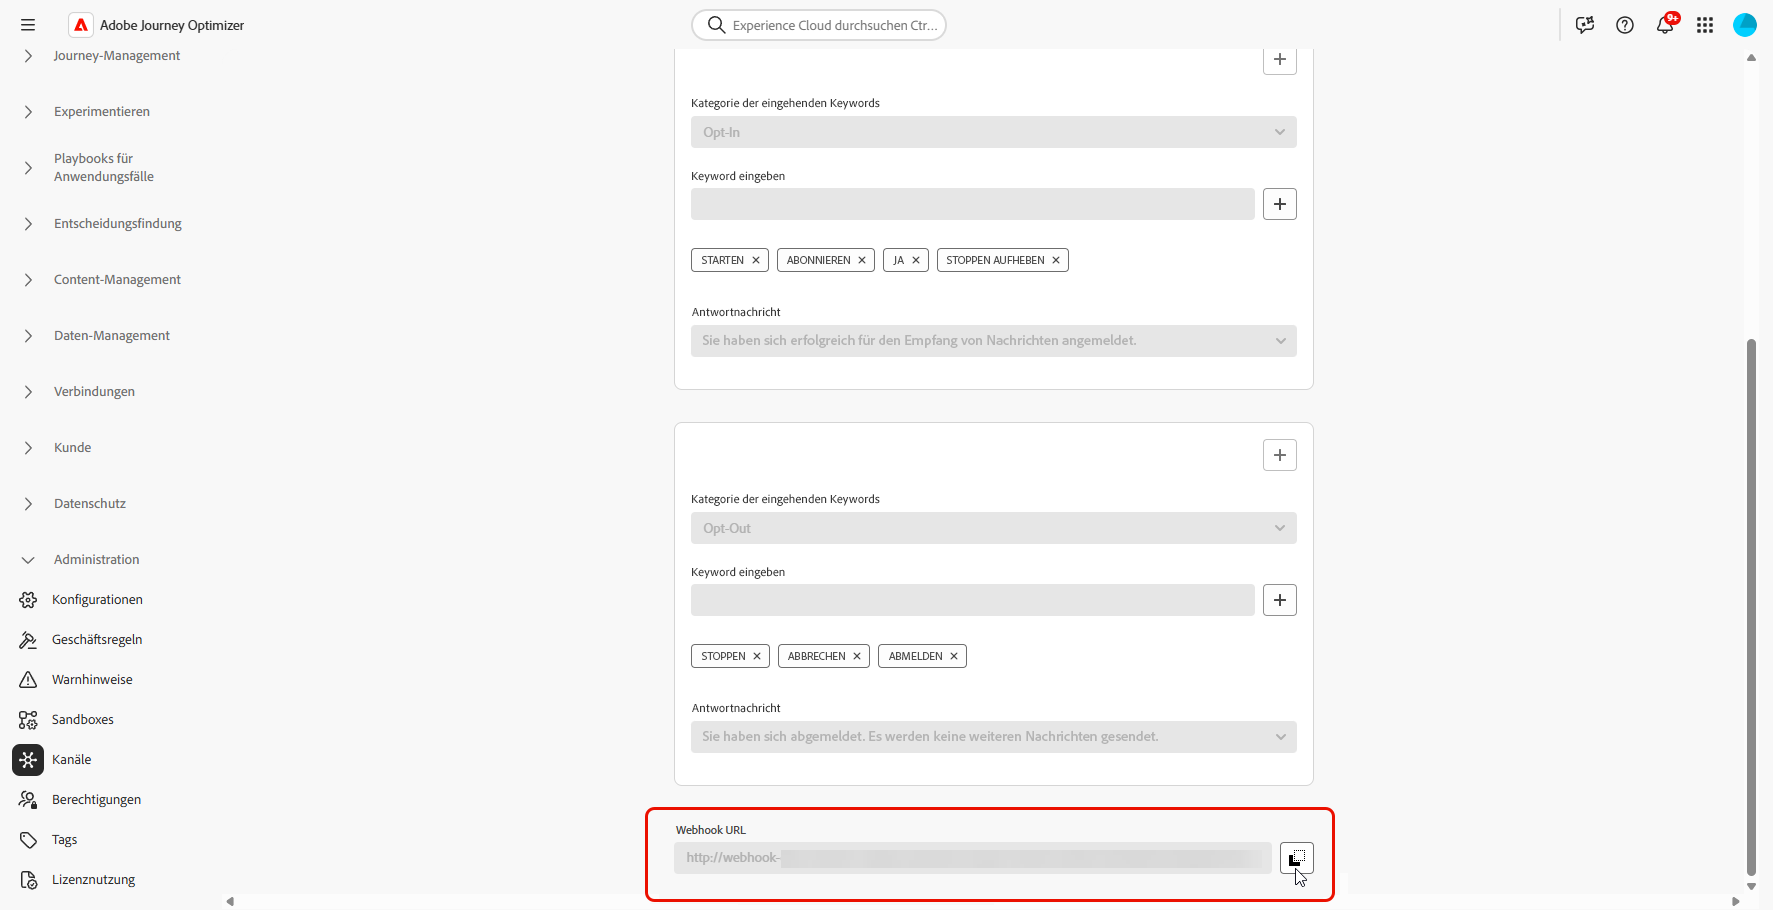 Adobe Journey Optimizer
Experience Cloud durchsuchen Ctr...
9+
Journey-Management
Experimentieren
Playbooks für
Anwendungsfälle
Entscheidungsfindung
Content-Management
Daten-Management
Verbindungen
Kunde
Datenschutz
Administration
Konfigurationen
Geschäftsregeln
Warnhinweise
Sandboxes
Kanäle
Berechtigungen
Tags
Lizenznutzung
Kategorie der eingehenden Keywords
Opt-In
Keyword eingeben
STARTEN ABONNIEREN JA STOPPEN AUFHEBEN
Antwortnachricht
Sie haben sich erfolgreich für den Empfang von Nachrichten angemeldet.
Kategorie der eingehenden Keywords
Opt-Out
Keyword eingeben
STOPPEN ABBRECHEN ABMELDEN
Antwortnachricht
Sie haben sich abgemeldet. Es werden keine weiteren Nachrichten gesendet.
Webhook URL
http://webhook-